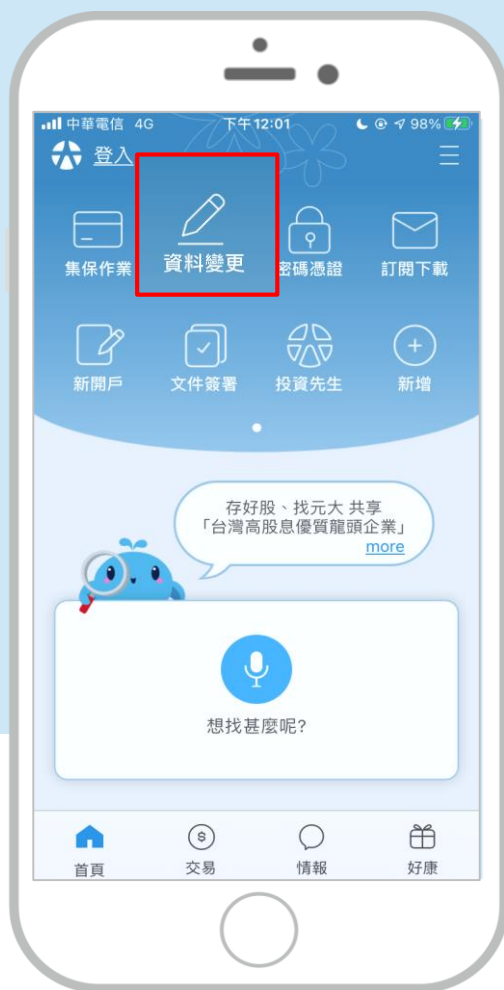 中華電信 4G 下午12:01 98%
登入
集保作業 資料變更 密碼憑證 訂閱下載
新開戶 文件簽署 投資先生 新增
存好股、找元大 共享
「台灣高股息優質龍頭企業」
more
想找甚麼呢?
首頁 交易 情報 好康